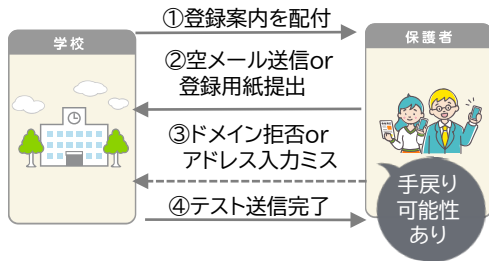 学校
①登録案内を配付
保護者
②空メール送信or
登録用紙提出
③ドメイン拒否or
アドレス入力ミス
④テスト送信完了
手戻り
可能性
あり